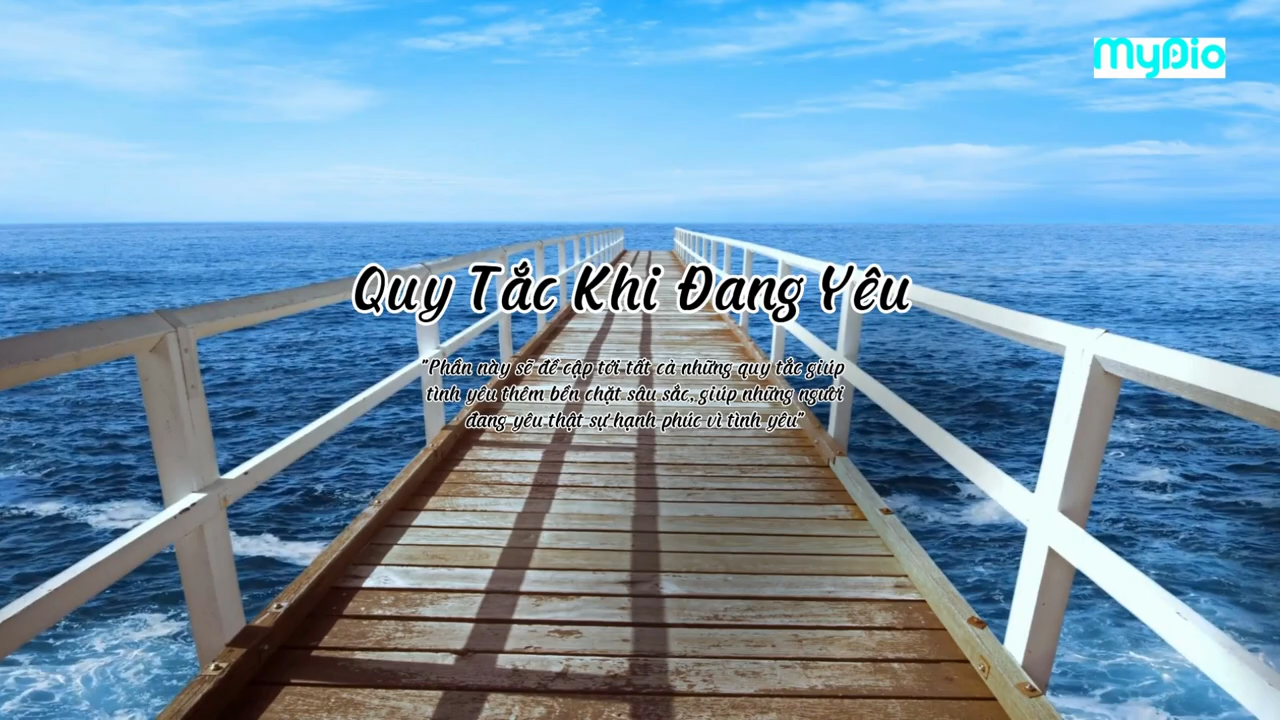 MyDio
Quy Tắc Khi Đang Yêu
"Phần này sẽ đề cập tới tất cả những quy tắc giúp
tình yêu thêm bền chặt sâu sắc, giúp những người
đang yêu thật sự hạnh phúc vì tình yêu"